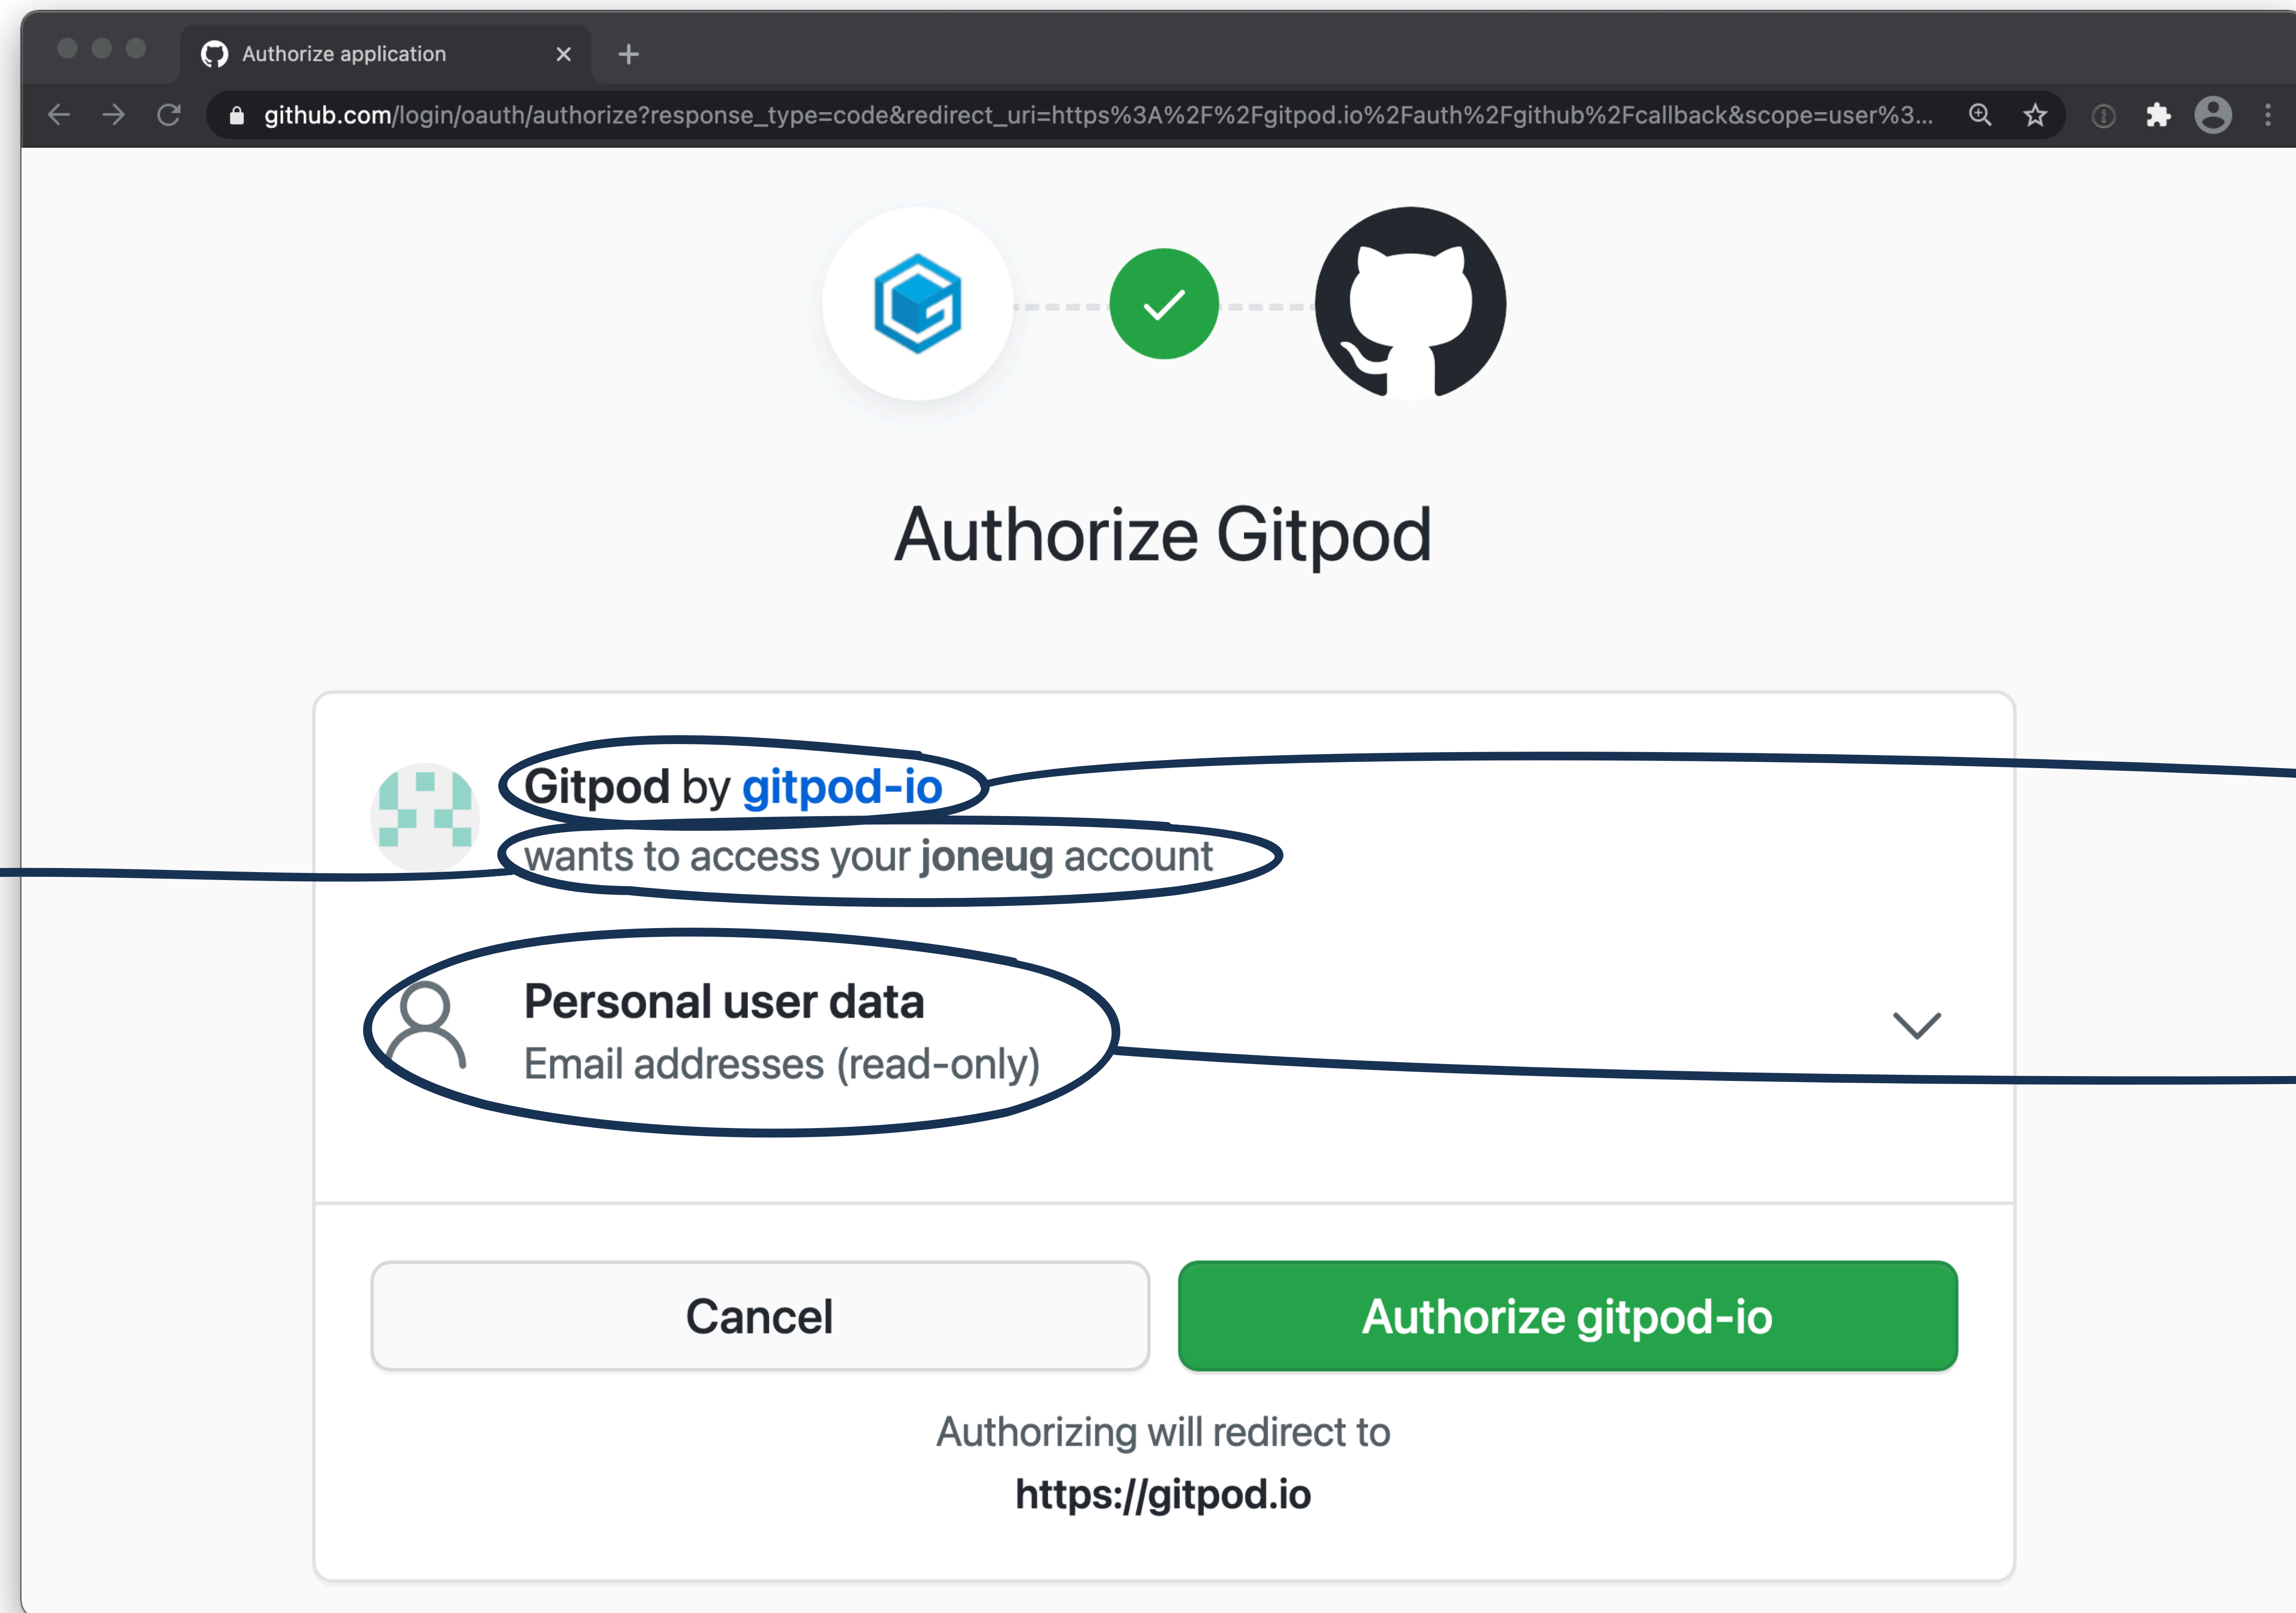 Authorize application
github.com/login/oauth/authorize?response_type=code&redirect_uri=https%3A%2F%2Fgitpod.io%2Fauth%2Fgithub%2Fcallback&scope=user%3...
Authorize Gitpod
Gitpod by gitpod-io
wants to access your joneug account
Personal user data
Email addresses (read-only)
Cancel
Authorize gitpod-io
Authorizing will redirect to
https://gitpod.io